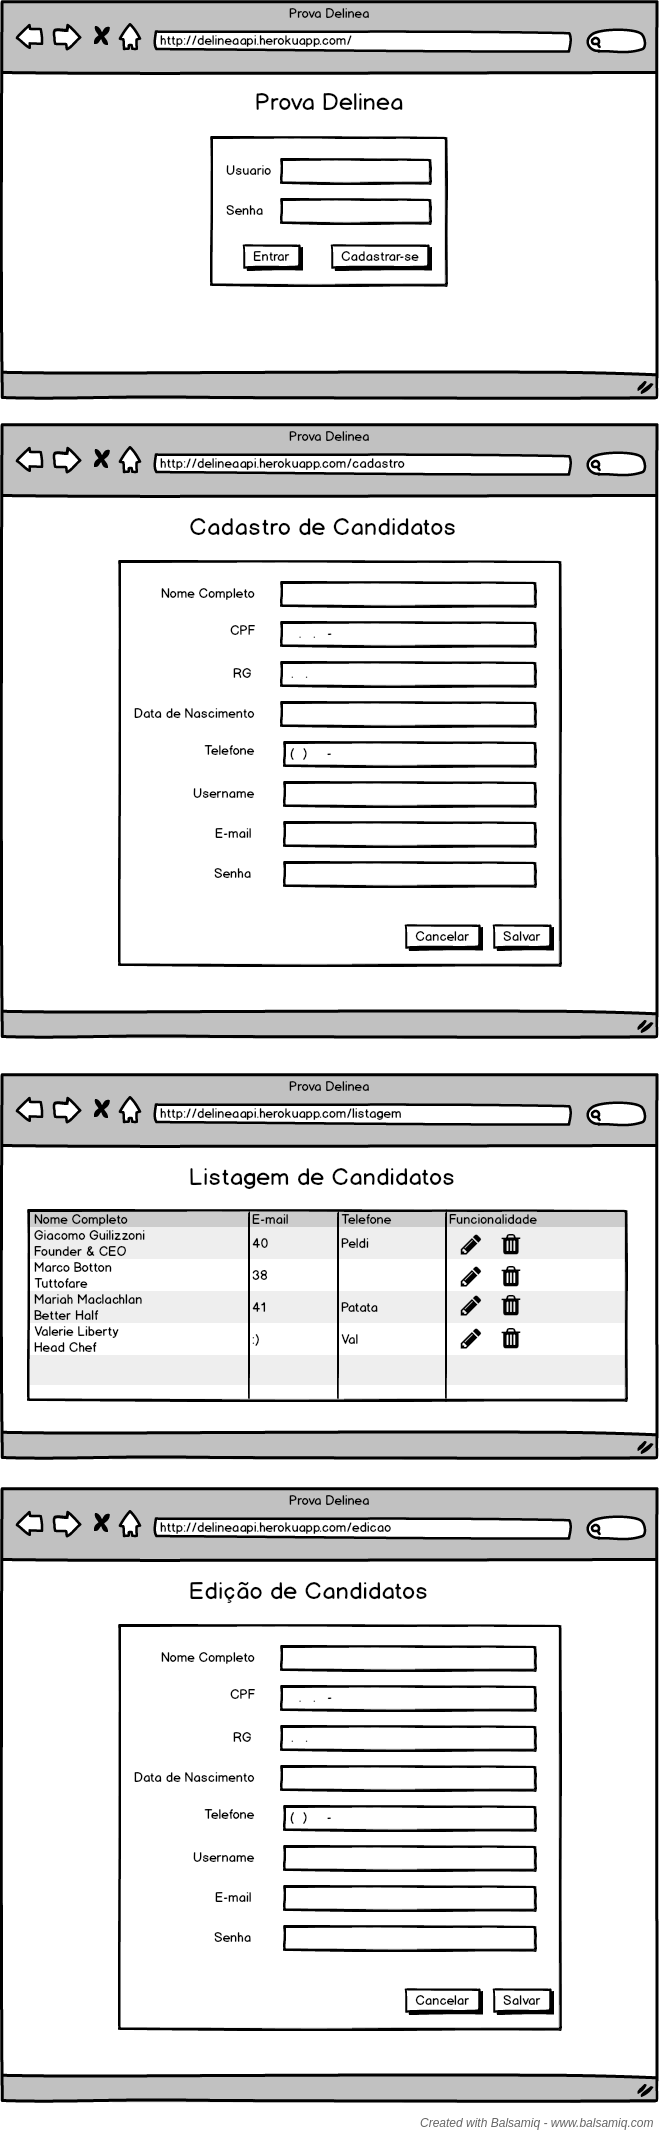 Prova Delinea
http://delineaapi.herokuapp.com/
Prova Delinea
Usuario
Senha
Entrar Cadastrar-se
Prova Delinea
http://delineaapi.herokuapp.com/cadastro
Cadastro de Candidatos
Nome Completo
CPF . . -
RG . .
Data de Nascimento
Telefone ( ) -
Username
E-mail
Senha
Cancelar Salvar
Prova Delinea
http://delineaapi.herokuapp.com/listagem
Listagem de Candidatos
Nome Completo E-mail Telefone Funcionalidade
Giacomo Guilizzoni
Founder & CEO 40 Peldi
Marco Botton
Tuttofare 38
Mariah Maclachlan
Better Half 41 Patata
Valerie Liberty
Head Chef :) Val
Prova Delinea
http://delineaapi.herokuapp.com/edicao
Edição de Candidatos
Nome Completo
CPF . . -
RG . .
Data de Nascimento
Telefone ( ) -
Username
E-mail
Senha
Cancelar Salvar
Created with Balsamiq - www.balsamiq.com